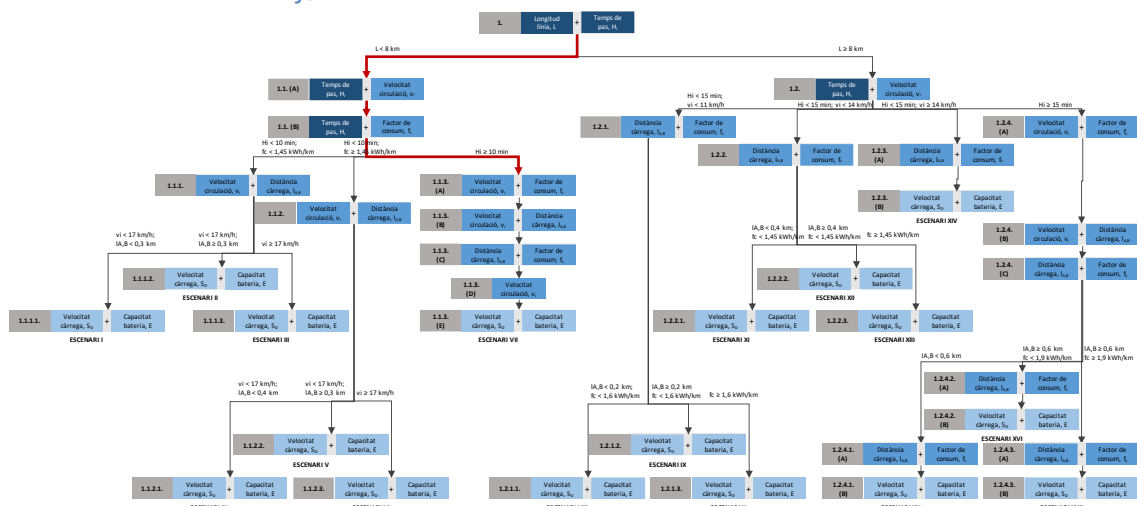 1.
Longitud
línia, L
+
Temps de
pas, Hi
L < 8 km
L ≥ 8 km
1.1. (A)
Temps de
pas, Hi
+
Velocitat
circulació, vi
1.2.
Temps de
pas, Hi
+
Velocitat
circulació, vi
1.1. (B)
Temps de
pas, Hi
+
Factor de
consum, fc
Hi < 10 min;
fc < 1,45 kWh/km
Hi < 10 min;
fc ≥ 1,45 kWh/km
Hi ≥ 10 min
Hi < 15 min;
vi < 11 km/h
Hi < 15 min; vi < 14 km/h
Hi < 15 min; vi ≥ 14 km/h
Hi ≥ 15 min
1.2.1.
Distància
càrrega, lA,B
+
Factor de
consum, fc
1.2.2.
Distància
càrrega, lA,B
+
Factor de
consum, fc
1.2.3.
(A)
Distància
càrrega, lA,B
+
Factor de
consum, fc
1.2.4.
(A)
Velocitat
circulació, vi
+
Factor de
consum, fc
1.2.3.
(B)
Velocitat
càrrega, SD
+
Capacitat
bateria, E
ESCENARI XIV
1.1.1.
Velocitat
circulació, vi
+
Distància
càrrega, lA,B
1.1.2.
Velocitat
circulació, vi
+
Distància
càrrega, lA,B
1.1.3.
(A)
Velocitat
circulació, vi
+
Factor de
consum, fc
1.1.3.
(B)
Velocitat
circulació, vi
+
Distància
càrrega, lA,B
1.1.3.
(C)
Distància
càrrega, lA,B
+
Factor de
consum, fc
1.1.3.
(D)
Velocitat
circulació, vi
1.1.3.
(E)
Velocitat
càrrega, SD
+
Capacitat
bateria, E
ESCENARI VII
1.2.4.
(B)
Velocitat
circulació, vi
+
Distància
càrrega, lA,B
1.2.4.
(C)
Distància
càrrega, lA,B
+
Factor de
consum, fc
vi < 17 km/h;
lA,B < 0,3 km
vi < 17 km/h;
lA,B ≥ 0,3 km
vi ≥ 17 km/h
1.1.1.2.
Velocitat
càrrega, SD
+
Capacitat
bateria, E
ESCENARI II
1.1.1.1.
Velocitat
càrrega, SD
+
Capacitat
bateria, E
ESCENARI I
1.1.1.3.
Velocitat
càrrega, SD
+
Capacitat
bateria, E
ESCENARI III
lA,B < 0,4 km;
fc < 1,45 kWh/km
lA,B ≥ 0,4 km;
fc < 1,45 kWh/km
fc ≥ 1,45 kWh/km
1.2.2.2.
Velocitat
càrrega, SD
+
Capacitat
bateria, E
ESCENARI XII
1.2.2.1.
Velocitat
càrrega, SD
+
Capacitat
bateria, E
ESCENARI XI
1.2.2.3.
Velocitat
càrrega, SD
+
Capacitat
bateria, E
ESCENARI XIII
vi < 17 km/h;
lA,B < 0,4 km
vi < 17 km/h;
lA,B ≥ 0,3 km
vi ≥ 17 km/h
1.1.2.2.
Velocitat
càrrega, SD
+
Capacitat
bateria, E
ESCENARI V
1.1.2.1.
Velocitat
càrrega, SD
+
Capacitat
bateria, E
1.1.2.3.
Velocitat
càrrega, SD
+
Capacitat
bateria, E
lA,B < 0,2 km;
fc < 1,6 kWh/km
lA,B ≥ 0,2 km;
fc < 1,6 kWh/km
fc ≥ 1,6 kWh/km
1.2.1.2.
Velocitat
càrrega, SD
+
Capacitat
bateria, E
ESCENARI IX
1.2.1.1.
Velocitat
càrrega, SD
+
Capacitat
bateria, E
1.2.1.3.
Velocitat
càrrega, SD
+
Capacitat
bateria, E
lA,B < 0,6 km
lA,B ≥ 0,6 km
fc < 1,9 kWh/km
lA,B ≥ 0,6 km
fc ≥ 1,9 kWh/km
1.2.4.2.
(A)
Distància
càrrega, lA,B
+
Factor de
consum, fc
1.2.4.2.
(B)
Velocitat
càrrega, SD
+
Capacitat
bateria, E
ESCENARI XVI
1.2.4.1.
(A)
Distància
càrrega, lA,B
+
Factor de
consum, fc
1.2.4.3.
(A)
Distància
càrrega, lA,B
+
Factor de
consum, fc
1.2.4.1.
(B)
Velocitat
càrrega, SD
+
Capacitat
bateria, E
1.2.4.3.
(B)
Velocitat
càrrega, SD
+
Capacitat
bateria, E